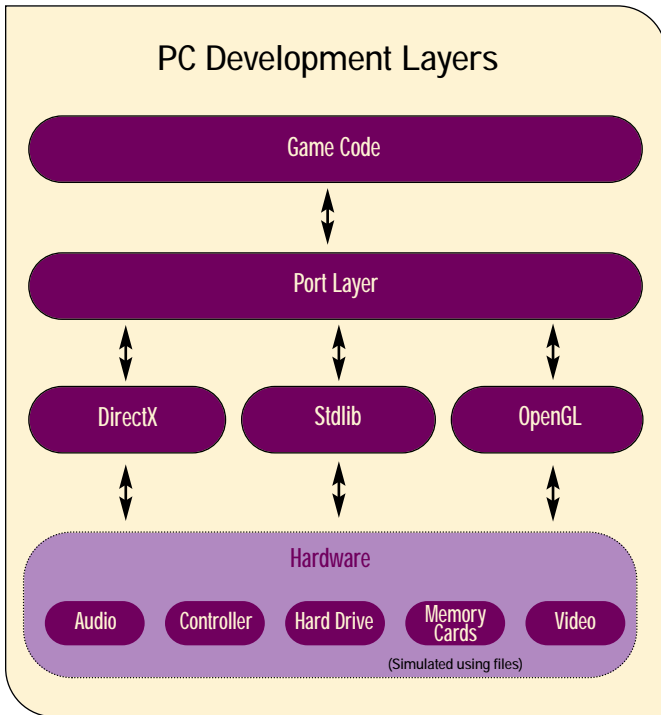 PC Development Layers
Game Code
Port Layer
DirectX
Stdlib
OpenGL
Hardware
Audio
Controller
Hard Drive
Memory
Cards
Video
(Simulated using files)